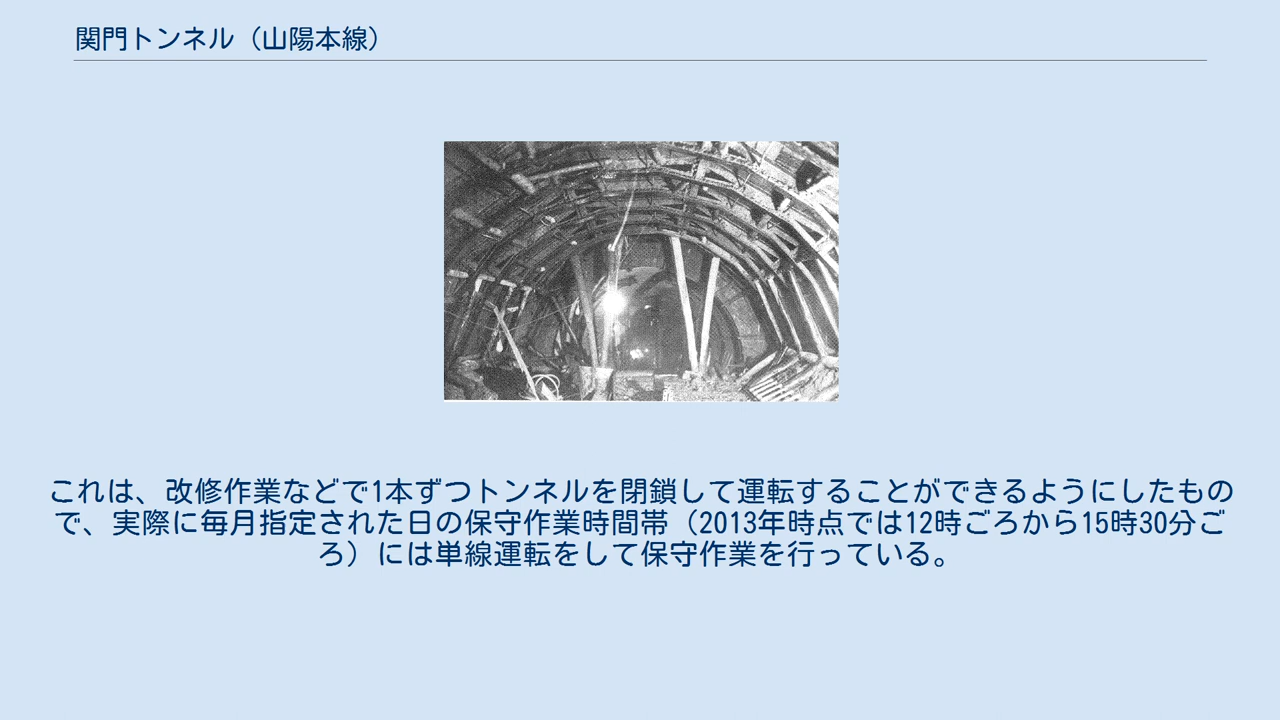 関門トンネル（山陽本線）
これは、改修作業などで1本ずつトンネルを閉鎖して運転することができるようにしたもの
で、実際に毎月指定された日の保守作業時間帯（2013年時点では12時ごろから15時30分ご
ろ）には単線運転をして保守作業を行っている。